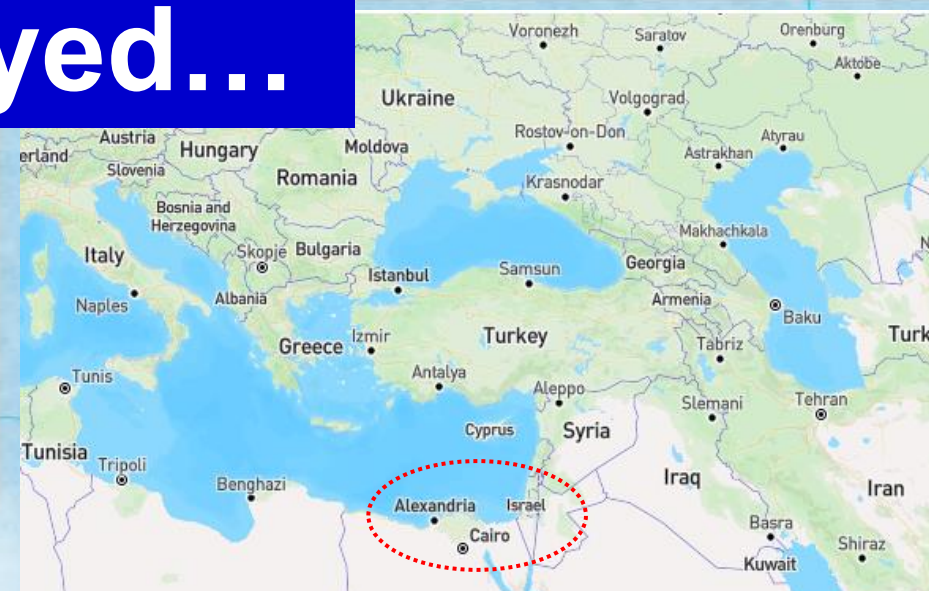 yed...
Voronezh
Saratov
Orenburg
Aktobe
Ukraine
Volgograd
Austria
Hungary
Moldova
Rostov-on-Don
Atyrau
erland
Slovenia
Romania
Astrakhan
Krasnodar
Bosnia and
Herzegovina
Makhachkala
Italy
Skopje
Bulgaria
Georgia
Istanbul
Samsun
Naples
Albania
Armenia
Baku
Greece
Izmir
Turkey
Tabriz
Turk
Tunis
Antalya
Aleppo
Slemani
Tehran
Cyprus
Syria
Tunisia
Tripoli
Benghazi
Iraq
Iran
Alexandria
Israel
Cairo
Basra
Shiraz
Kuwait